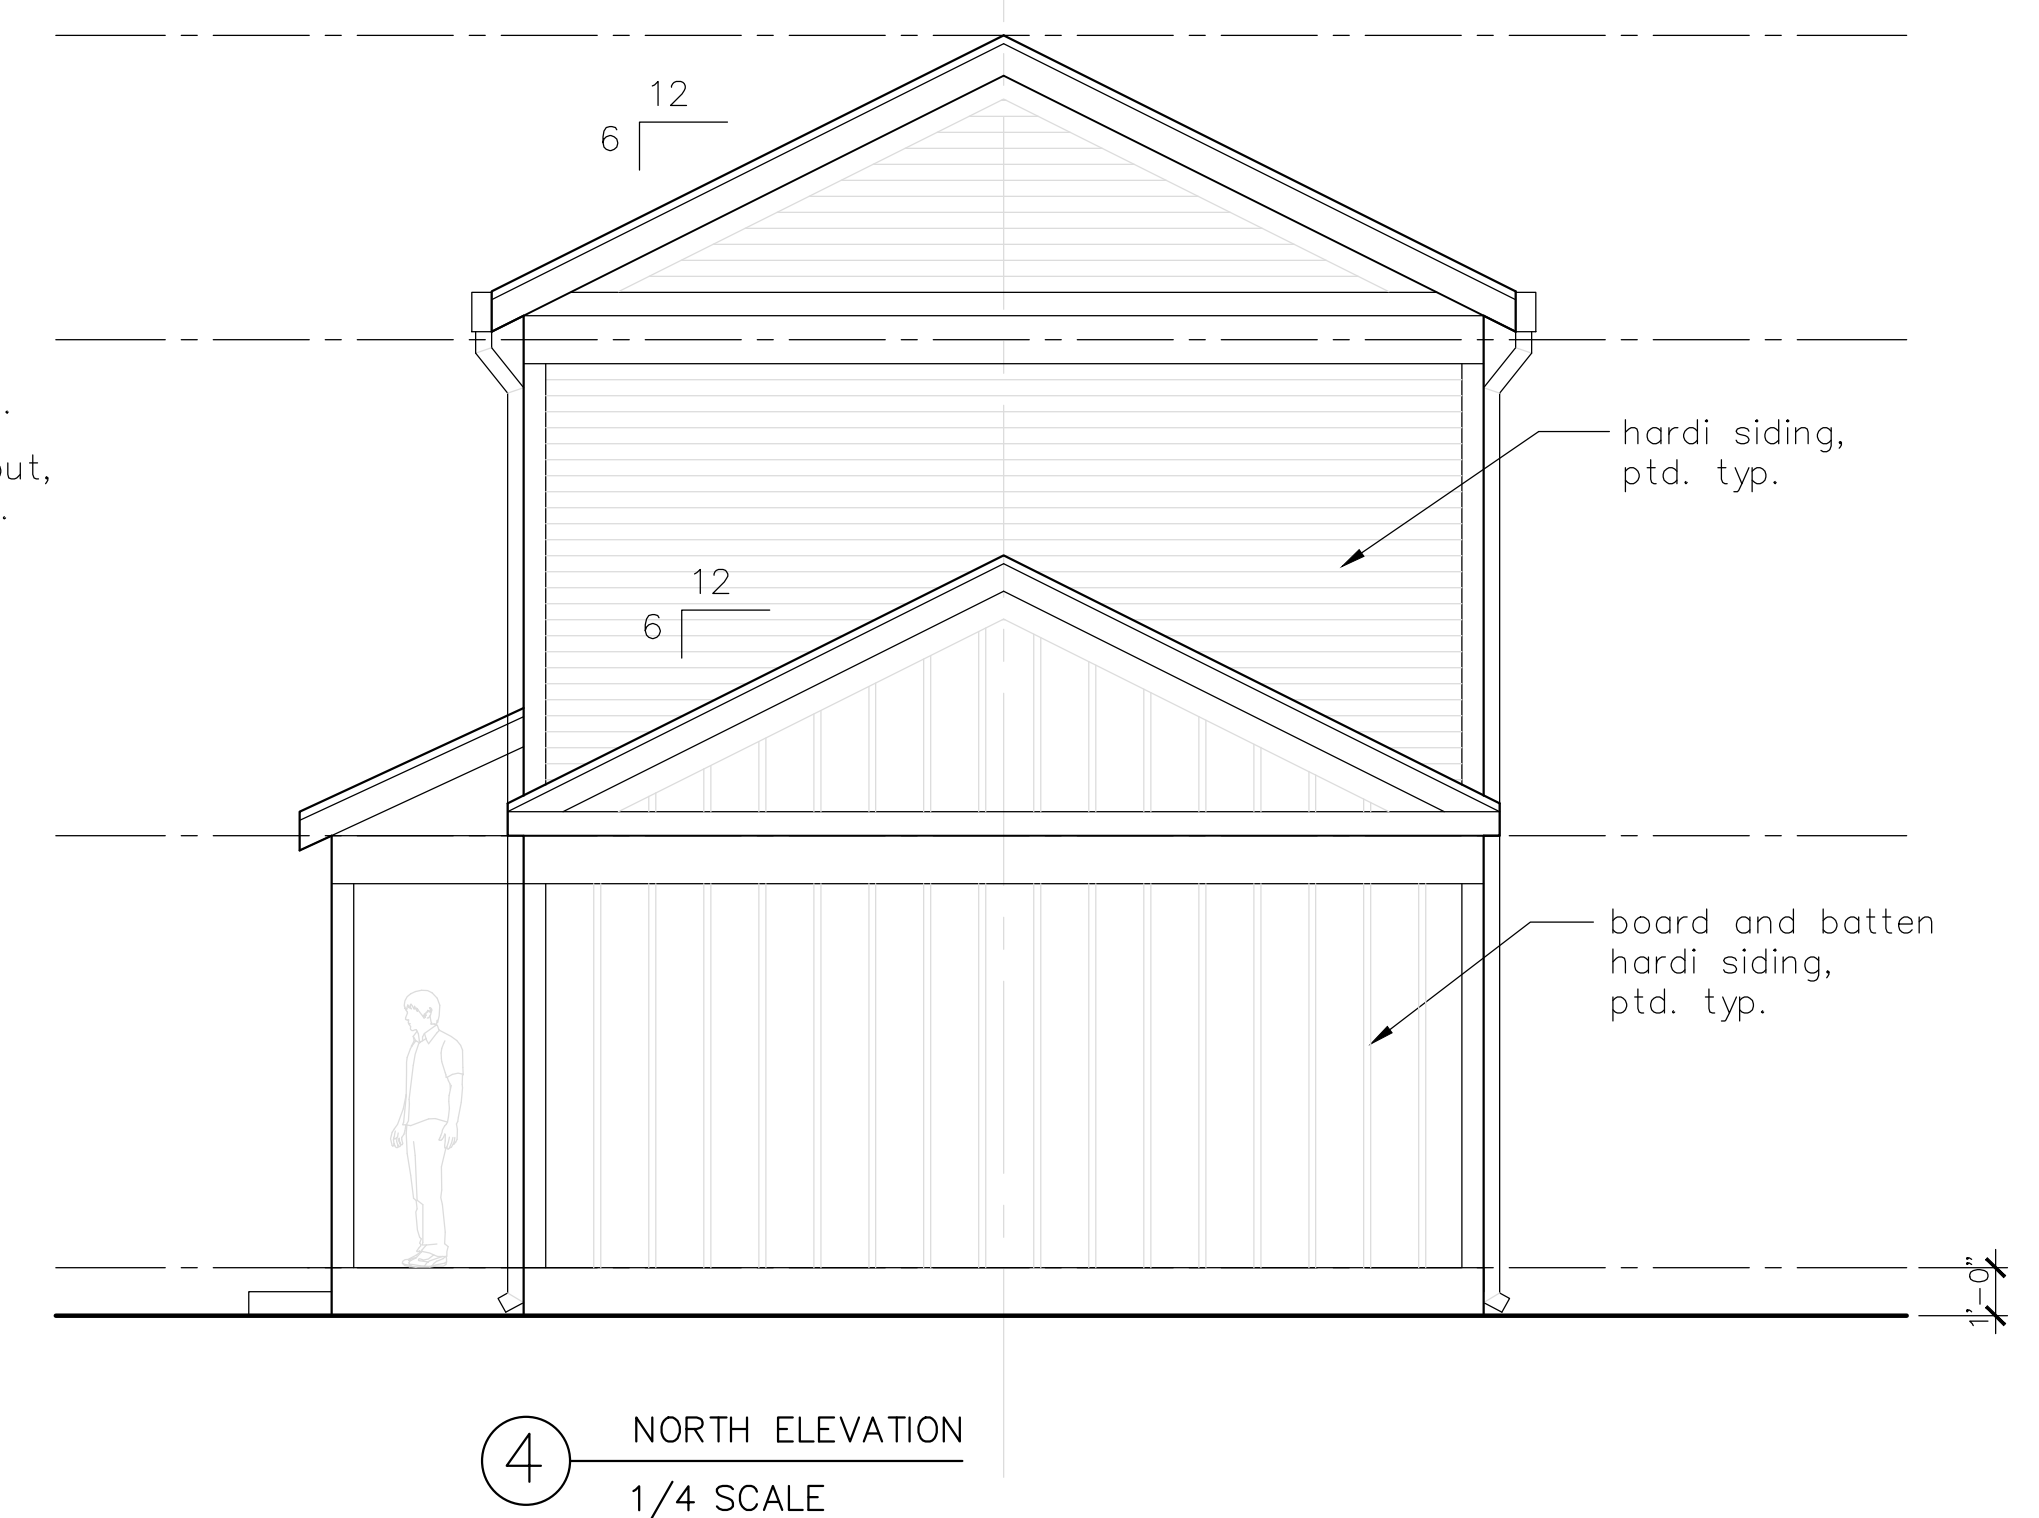 12
6
.
out,
.
hardi siding,
ptd. typ.
12
6
board and batten
hardi siding,
ptd. typ.
1'-0"
4
NORTH ELEVATION
1/4 SCALE